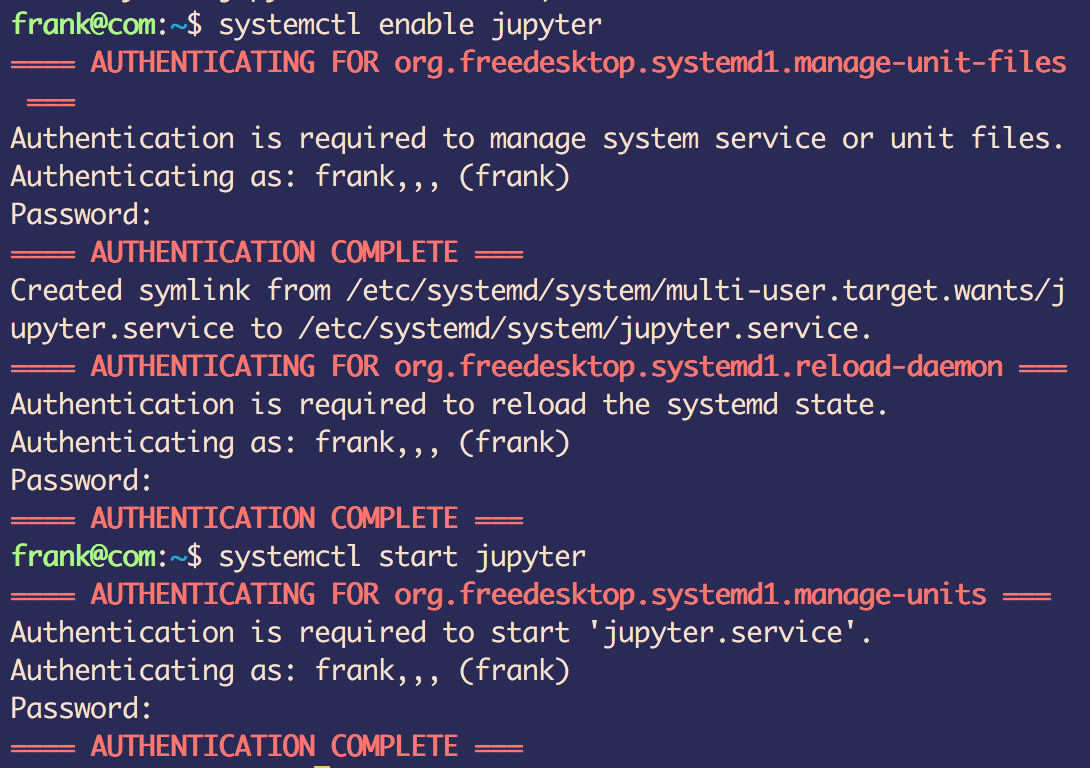 frank@com:~$ systemctl enable jupyter
==== AUTHENTICATING FOR org.freedesktop.systemd1.manage-unit-files
===
Authentication is required to manage system service or unit files.
Authenticating as: frank,,, (frank)
Password:
==== AUTHENTICATION COMPLETE ===
Created symlink from /etc/systemd/system/multi-user.target.wants/j
upyter.service to /etc/systemd/system/jupyter.service.
==== AUTHENTICATING FOR org.freedesktop.systemd1.reload-daemon ===
Authentication is required to reload the systemd state.
Authenticating as: frank,,, (frank)
Password:
==== AUTHENTICATION COMPLETE ===
frank@com:~$ systemctl start jupyter
==== AUTHENTICATING FOR org.freedesktop.systemd1.manage-units ===
Authentication is required to start 'jupyter.service'.
Authenticating as: frank,,, (frank)
Password:
==== AUTHENTICATION COMPLETE ===